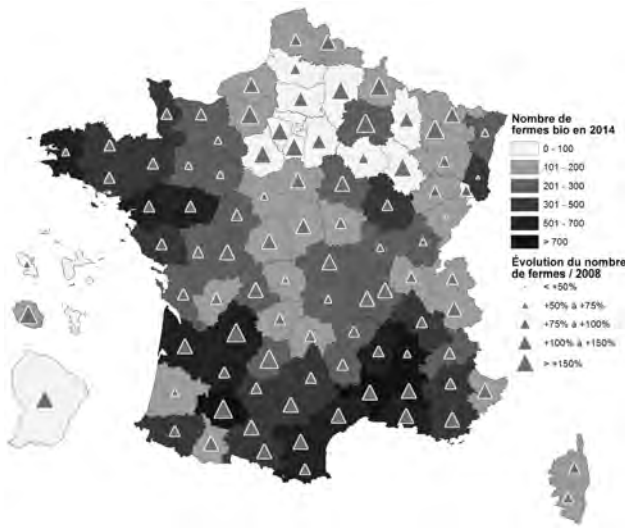 Nombre de
fermes bio en 2014
0 - 100
101 - 200
201 - 300
301 - 500
501 - 700
> 700
Évolution du nombre
de fermes / 2008
< +50%
+50% à +75%
+75% à +100%
+100% à +150%
> +150%